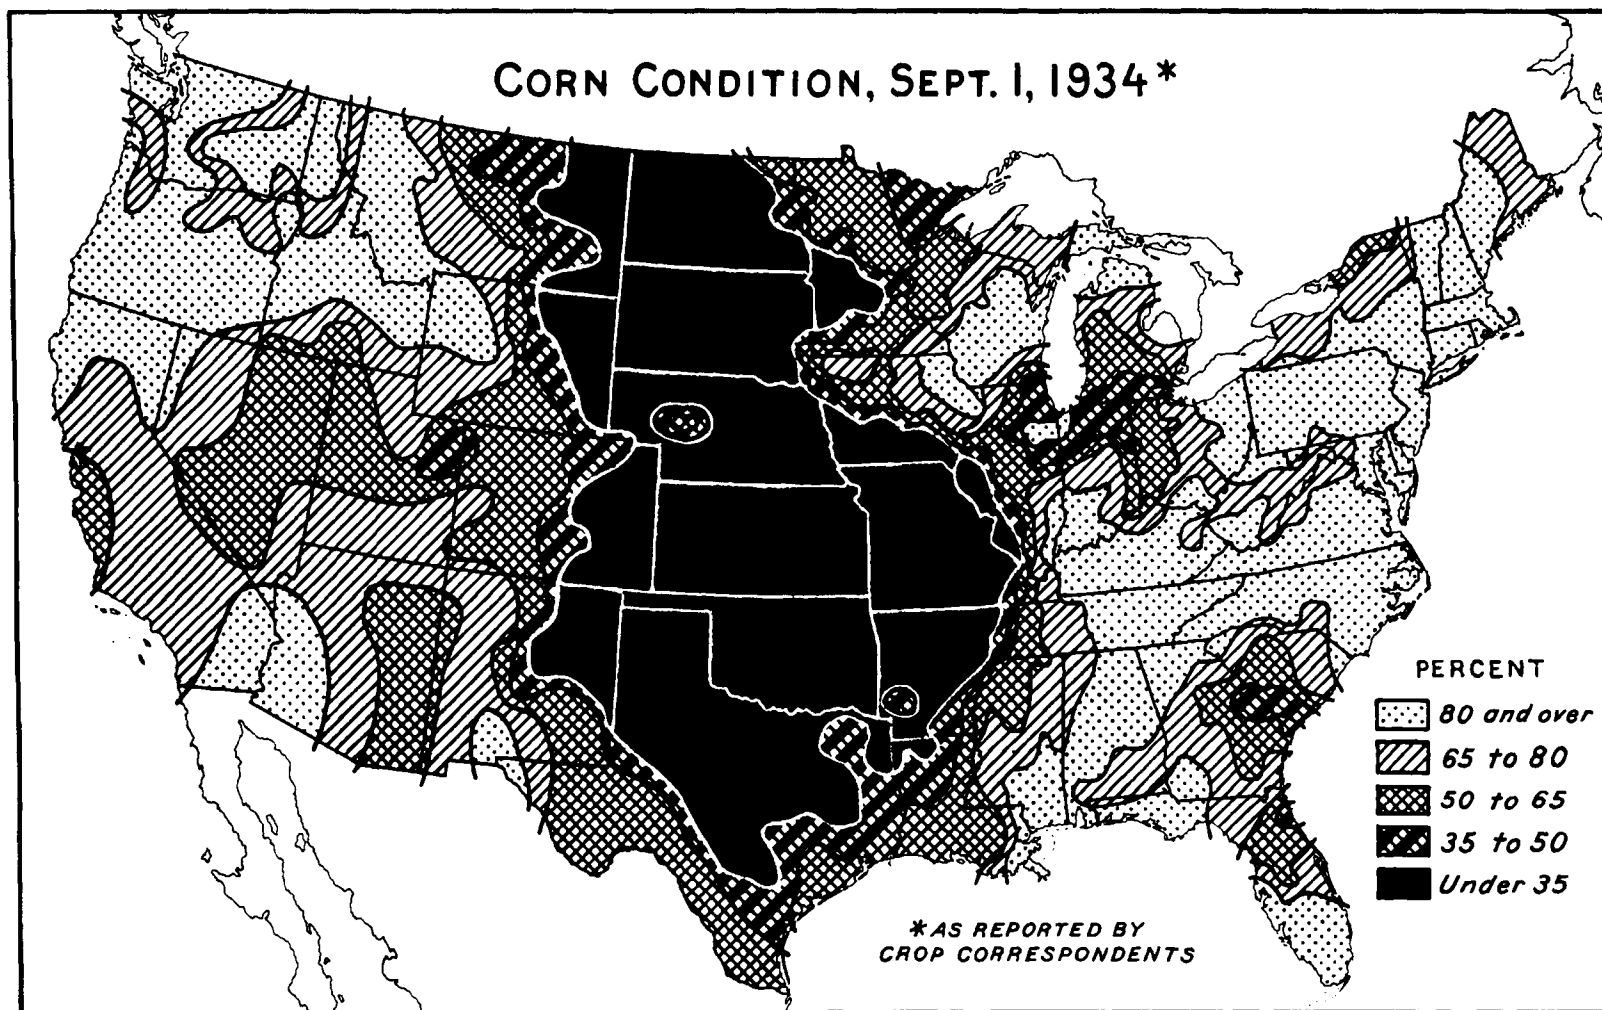 CORN CONDITION, SEPT. 1, 1934*
PERCENT
80 and over
65 to 80
50 to 65
35 to 50
Under 35
*AS REPORTED BY
CROP CORRESPONDENTS